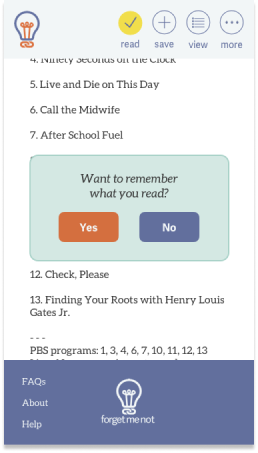 read save view more
4. Ninety Seconds on the Clock
5. Live and Die on This Day
6. Call the Midwife
7. After School Fuel
Want to remember
what you read?
Yes No
12. Check, Please
13. Finding Your Roots with Henry Louis
Gates Jr.
- - -
PBS programs: 1, 3, 4, 6, 7, 10, 11, 12, 13
FAQs
About
Help
forget me not